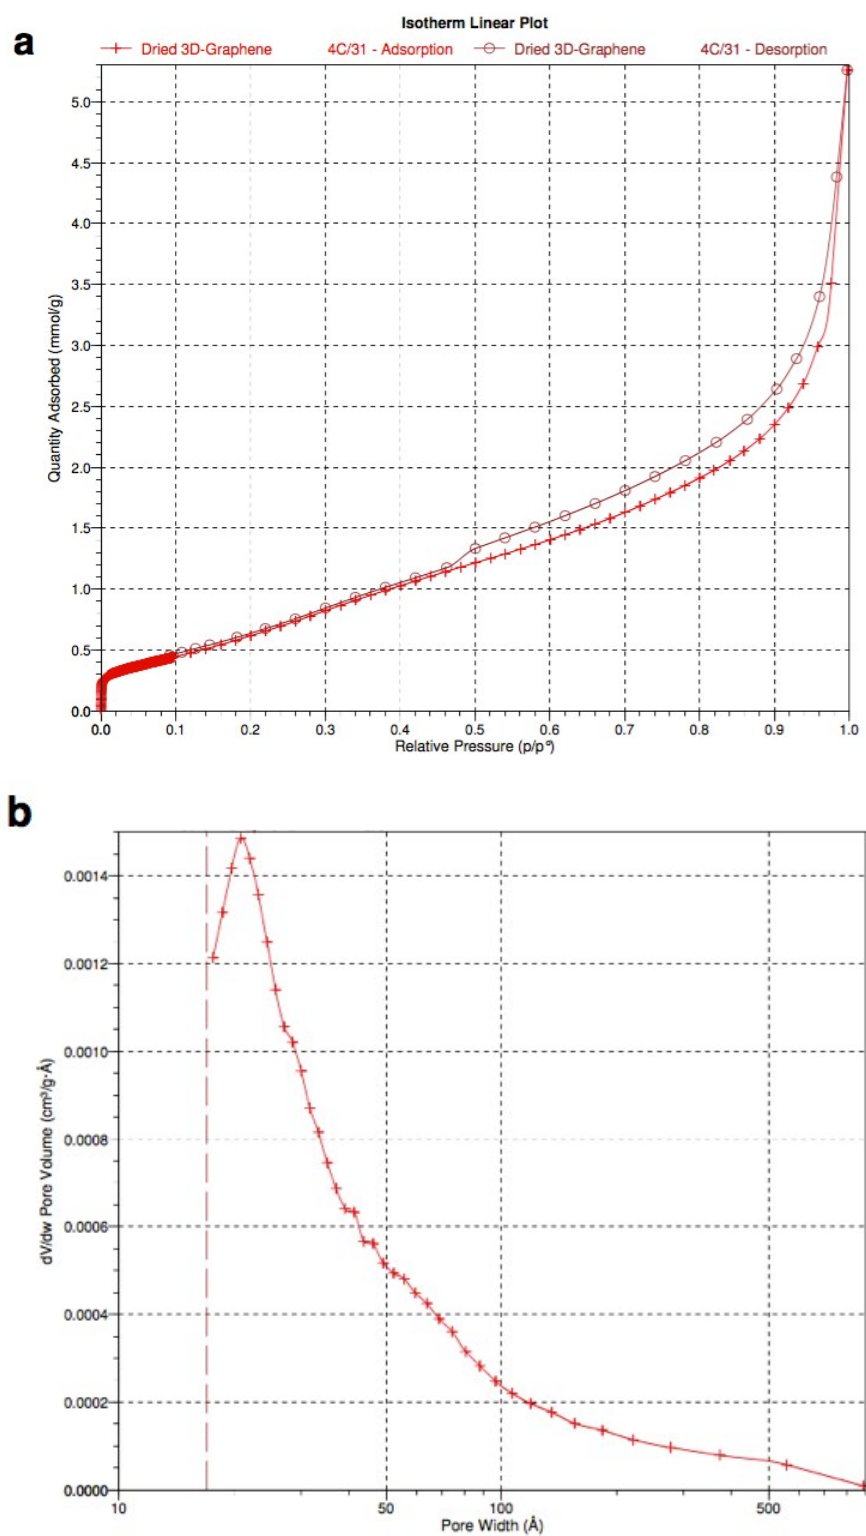 a
Isotherm Linear Plot
Dried 3D-Graphene 4C/31 - Adsorption Dried 3D-Graphene 4C/31 - Desorption
Quantity Adsorbed (mmol/g)
5.0
4.5
4.0
3.5
3.0
2.5
2.0
1.5
1.0
0.5
0.0
0.0 0.1 0.2 0.3 0.4 0.5 0.6 0.7 0.8 0.9 1.0
Relative Pressure (p/p°)
b
dV/dw Pore Volume (cm³/g·Å)
0.0014
0.0012
0.0010
0.0008
0.0006
0.0004
0.0002
0.0000
10 50 100 500
Pore Width (Å)